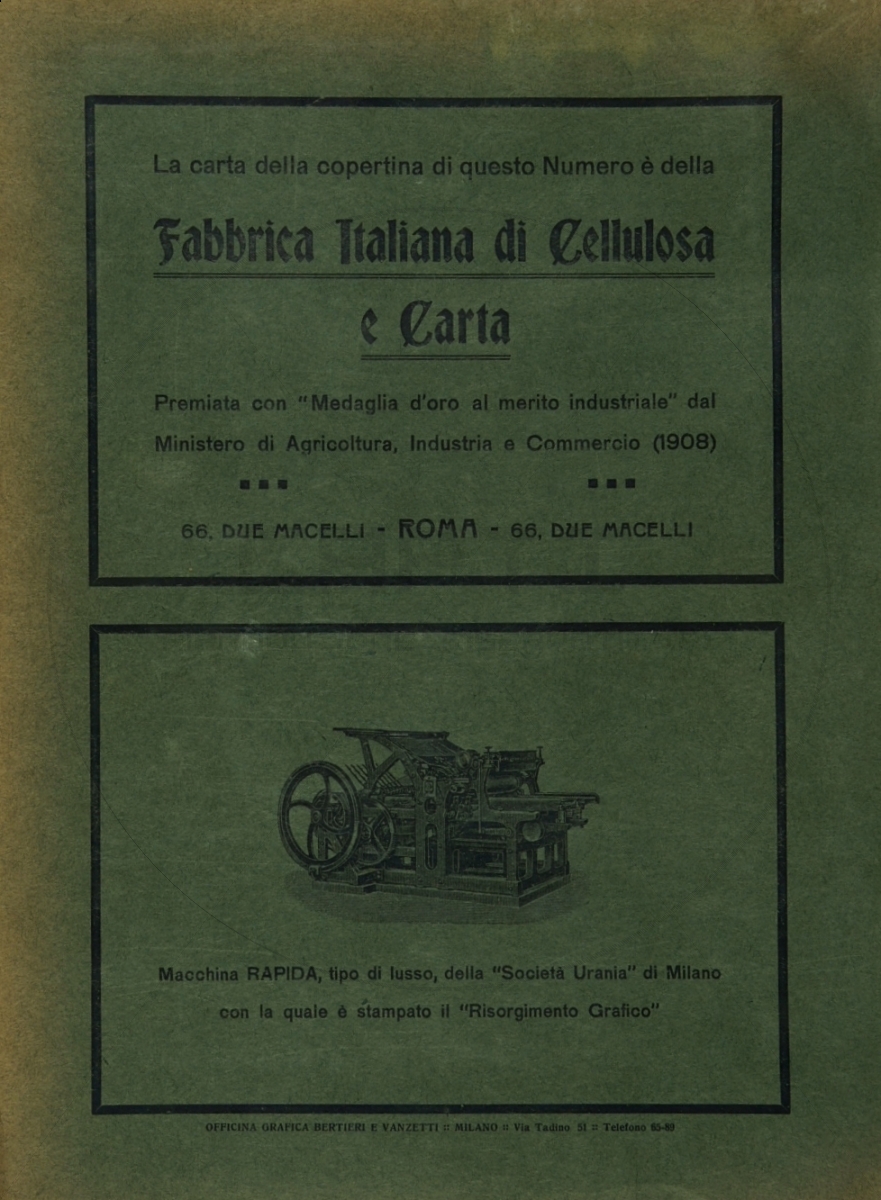 La carta della copertina di questo Numero è della
Fabbrica Italiana di Cellulosa
e Carta
Premiata con "Medaglia d'oro al merito industriale" dal
Ministero di Agricoltura, Industria e Commercio (1908)
66, DUE MACELLI - ROMA - 66, DUE MACELLI
Macchina RAPIDA, tipo di lusso, della "Società Urania" di Milano
con la quale è stampato il "Risorgimento Grafico"
OFFICINA GRAFICA BERTIERI E VANZETTI :: MILANO :: Via Tadino 51 :: Telefono 65-89